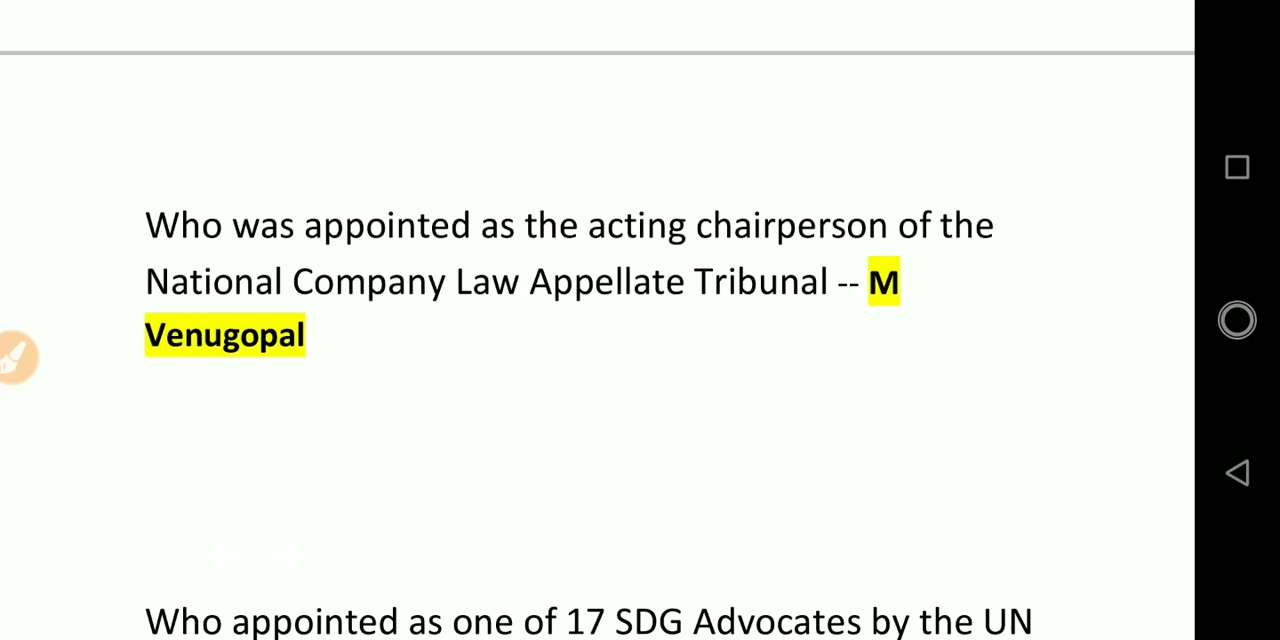 Who was appointed as the acting chairperson of the
National Company Law Appellate Tribunal -- M
Venugopal
Who appointed as one of 17 SDG Advocates by the UN